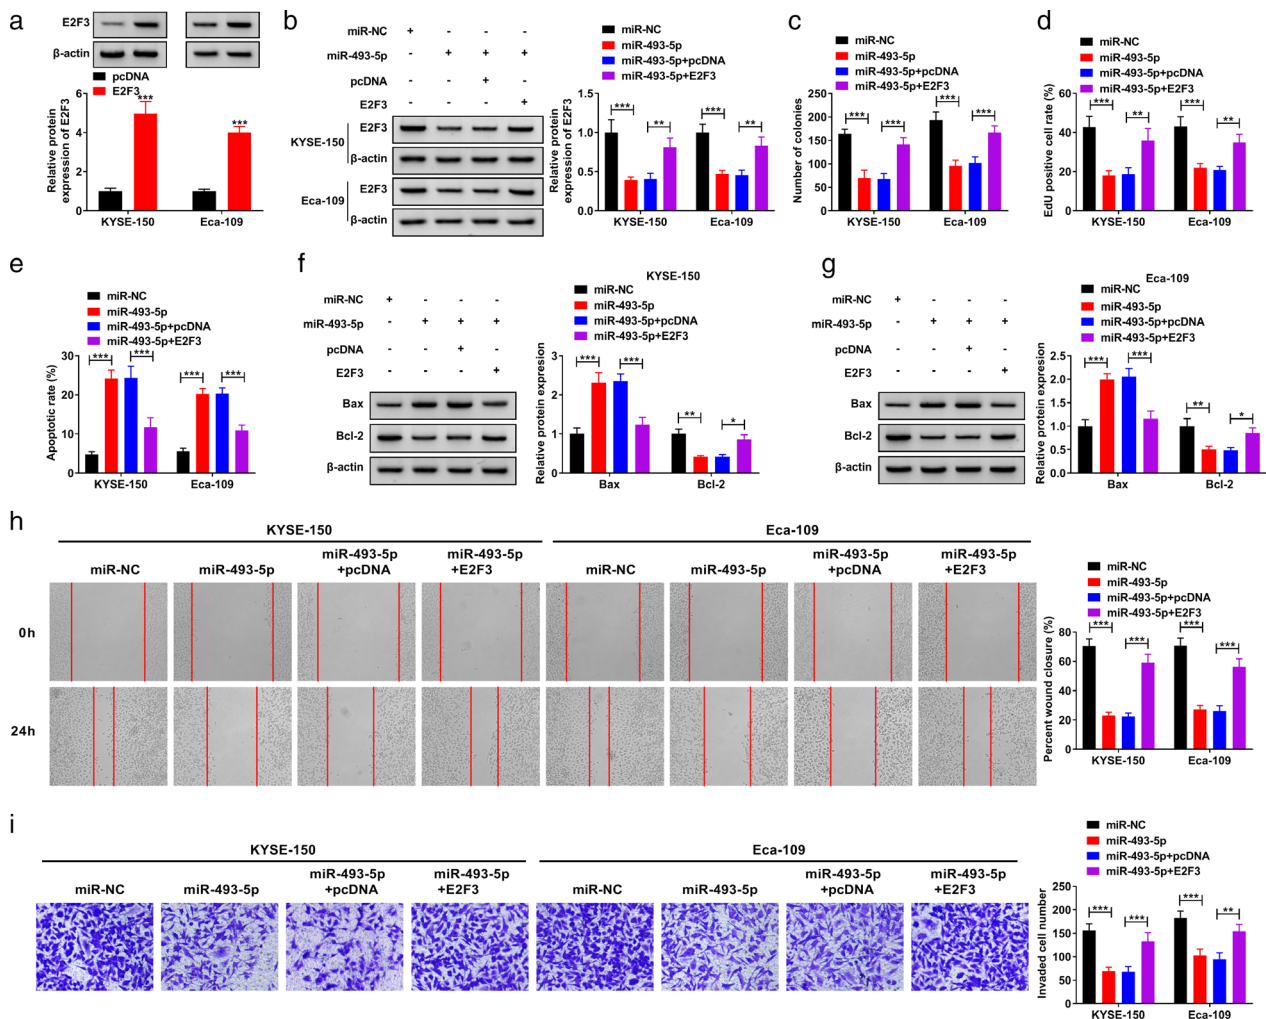 a
E2F3
β-actin
pcDNA
E2F3
Relative protein
expression of E2F3
6
4
2
0
***
***
KYSE-150
Eca-109
b
miR-NC + - - -
miR-493-5p - + + +
pcDNA - - + -
E2F3 - - - +
KYSE-150
E2F3
β-actin
Eca-109
E2F3
β-actin
miR-NC
miR-493-5p
miR-493-5p+pcDNA
miR-493-5p+E2F3
Relative protein
expression of E2F3
1.5
1.0
0.5
0.0
*** ** *** **
KYSE-150
Eca-109
c
miR-NC
miR-493-5p
miR-493-5p+pcDNA
miR-493-5p+E2F3
Number of colonies
250
200
150
100
50
0
*** *** *** ***
KYSE-150
Eca-109
d
miR-NC
miR-493-5p
miR-493-5p+pcDNA
miR-493-5p+E2F3
EdU positive cell rate (%)
60
40
20
0
*** ** *** **
KYSE-150
Eca-109
e
miR-NC
miR-493-5p
miR-493-5p+pcDNA
miR-493-5p+E2F3
Apoptotic rate (%)
30
20
10
0
*** *** *** ***
KYSE-150
Eca-109
f
miR-NC + - - -
miR-493-5p - + + +
pcDNA - - + -
E2F3 - - - +
Bax
Bcl-2
β-actin
KYSE-150
miR-NC
miR-493-5p
miR-493-5p+pcDNA
miR-493-5p+E2F3
Relative protein expresion
3
2
1
0
*** *** ** *
Bax
Bcl-2
g
miR-NC + - - -
miR-493-5p - + + +
pcDNA - - + -
E2F3 - - - +
Bax
Bcl-2
β-actin
Eca-109
miR-NC
miR-493-5p
miR-493-5p+pcDNA
miR-493-5p+E2F3
Relative protein expresion
2.5
2.0
1.5
1.0
0.5
0.0
*** *** ** *
Bax
Bcl-2
h
KYSE-150
Eca-109
miR-NC
miR-493-5p
miR-493-5p
+pcDNA
miR-493-5p
+E2F3
miR-NC
miR-493-5p
miR-493-5p
+pcDNA
miR-493-5p
+E2F3
0h
24h
miR-NC
miR-493-5p
miR-493-5p+pcDNA
miR-493-5p+E2F3
Percent wound closure (%)
80
60
40
20
0
*** *** *** ***
KYSE-150
Eca-109
i
KYSE-150
Eca-109
miR-NC
miR-493-5p
miR-493-5p
+pcDNA
miR-493-5p
+E2F3
miR-NC
miR-493-5p
miR-493-5p
+pcDNA
miR-493-5p
+E2F3
miR-NC
miR-493-5p
miR-493-5p+pcDNA
miR-493-5p+E2F3
Invaded cell number
250
200
150
100
50
0
*** *** *** **
KYSE-150
Eca-109